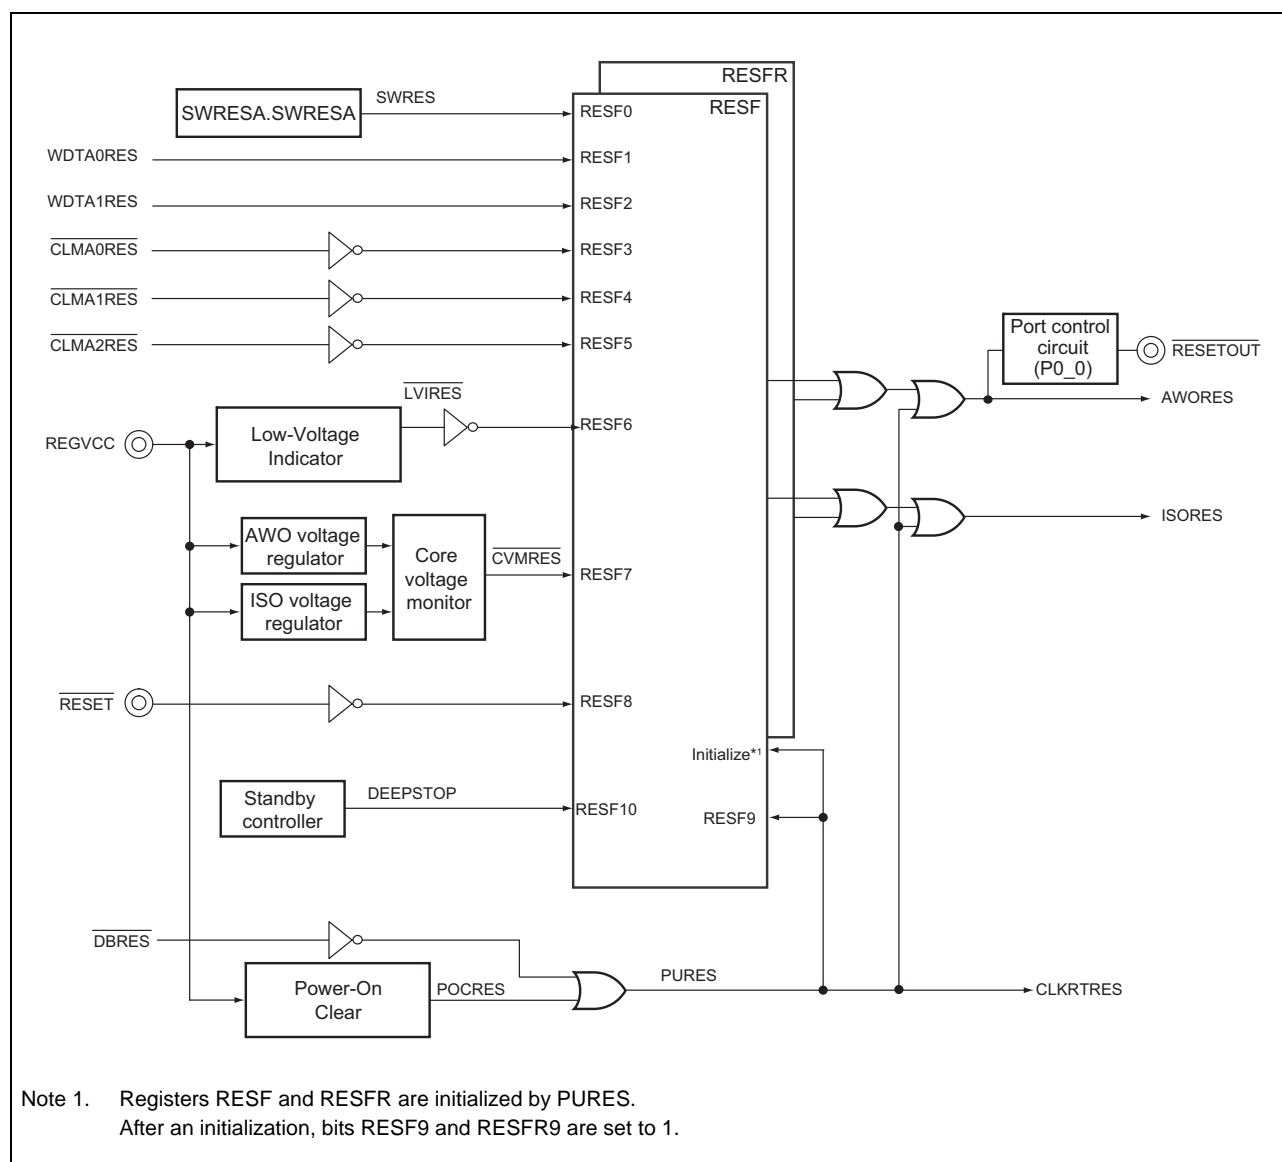 RESFR
RESF
SWRESA.SWRESA
SWRES
RESF0
WDTA0RES
RESF1
WDTA1RES
RESF2
CLMA0RES
RESF3
CLMA1RES
RESF4
CLMA2RES
RESF5
Port control
circuit
(P0_0)
RESETOUT
AWORES
LVIRES
RESF6
REGVCC
Low-Voltage
Indicator
ISORES
AWO voltage
regulator
ISO voltage
regulator
Core
voltage
monitor
CVMRES
RESF7
RESET
RESF8
Initialize*1
Standby
controller
DEEPSTOP
RESF10
RESF9
DBRES
Power-On
Clear
POCRES
PURES
CLKRTRES
Note 1. Registers RESF and RESFR are initialized by PURES.
After an initialization, bits RESF9 and RESFR9 are set to 1.